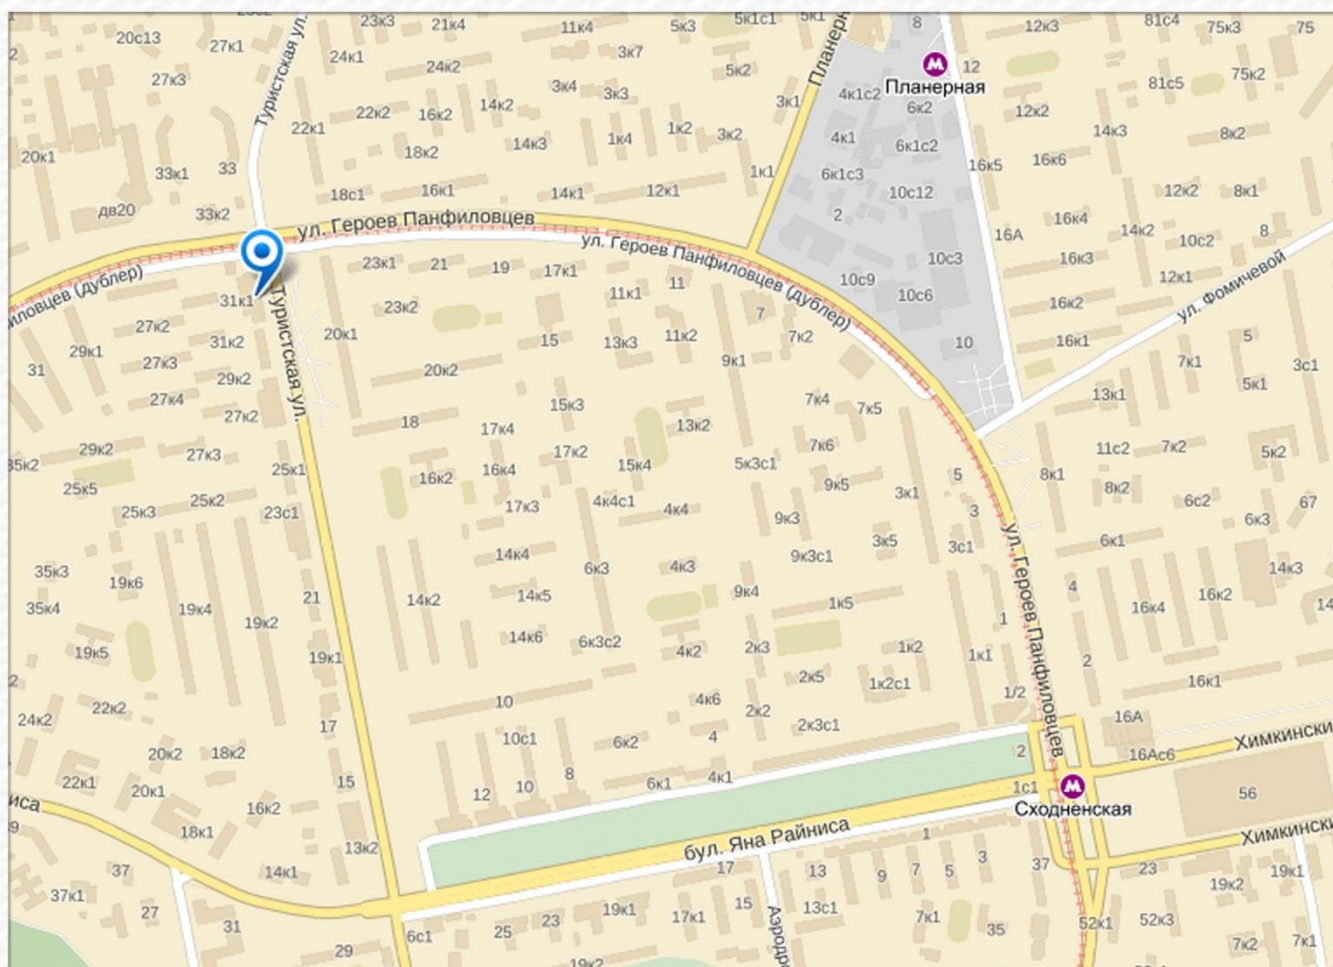 20с13
27к1
Туристская ул.
23к3
21к4
11к4
5к3
5к1с1
5к1
8
12к3
81с4
75к3
75
24к1
3к7
27к3
24к2
5к2
Планерная
12
75к2
81с5
3к4
3к3
3к1
4к1с2
6к2
22к2
16к2
14к2
12к2
22к1
1к2
3к2
4к1
14к3
8к2
20к1
18к2
14к3
1к4
6к1с2
16к5
16к6
33к1
33
1к1
6к1с3
18с1
16к1
14к1
12к1
10с12
12к2
8к1
дв20
33к2
ул. Героев Панфиловцев
2
16А
16к4
14к2
10с2
8
ул. Героев Панфиловцев (дублер)
23к1
21
19
17к1
11
10с9
10с3
16к3
12к1
ул. Фомичевой
31к1
11к1
10с6
16к2
Туристская ул.
23к2
7
27к2
20к1
31к2
15
13к3
11к2
7к2
10
16к1
5
29к1
31
27к3
20к2
9к1
7к1
3с1
29к2
5к1
27к4
27к2
18
15к3
7к4
7к5
13к1
17к4
13к2
29к2
27к3
17к2
7к6
11с2
7к2
5к2
35к2
25к1
16к2
16к4
15к4
5к3с1
5
8к1
25к5
9к5
3к1
8к2
25к2
17к3
4к4с1
4к4
6с2
67
25к3
23с1
9к3
3
6к3
14к4
9к3с1
3к5
3с1
ул. Героев Панфиловцев
6к1
35к3
19к6
6к3
4к3
14к3
35к4
19к4
19к2
21
14к2
14к5
9к4
1к5
4
16к4
16к2
14к6
6к3с2
1
19к5
19к1
4к2
2к3
1к2
1к1
2
2к5
1к2с1
16к1
22к2
10
4к6
2к2
1/2
24к2
17
10с1
6к2
4
2к3с1
16А
20к2
18к2
2
16Ас6
22к1
20к1
15
12
10
8
6к1
4к1
1с1
Сходненская
56
16к2
18к1
бул. Яна Райниса
1
13к2
37
14к1
17
13
9
7
5
3
37
23
19к1
37к1
27
19к1
15
13с1
19к2
31
6с1
25
23
17к1
7к1
35
52к1
52к3
7к2
7к1
29
19к2